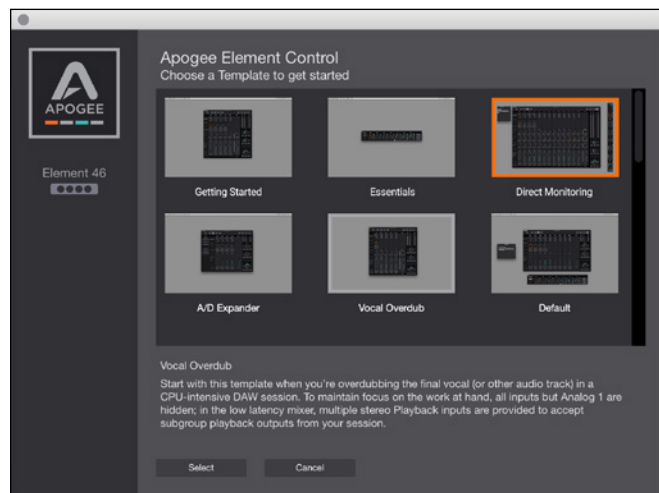 Apogee Element Control
Choose a Template to get started
APOGEE
Element 46
Getting Started
Essentials
Direct Monitoring
A/D Expander
Vocal Overdub
Default
Vocal Overdub
Start with this template when you're overdubbing the final vocal (or other audio track) in a
CPU-intensive DAW session. To maintain focus on the work at hand, all inputs but Analog 1 are
hidden; in the low latency mixer, multiple stereo Playback inputs are provided to accept
subgroup playback outputs from your session.
Select
Cancel